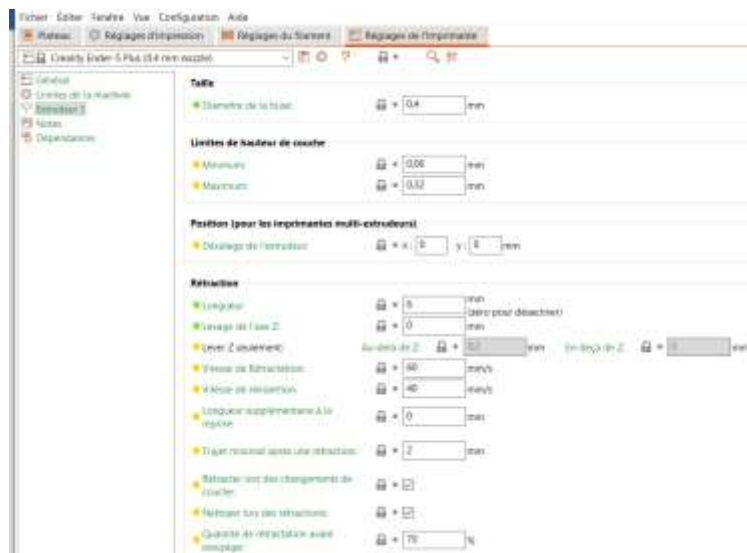 Fichier Éditer Fenêtre Vue Configuration Aide
Plateau Réglages d'impression Réglages du filament Réglages de l'imprimante
Creality Ender-5 Plus (0.4 mm nozzle)
Général
Limites de la machine
Extrudeur 1
Notes
Dépendances
Taille
Diamètre de la buse: 0,4 mm
Limites de hauteur de couche
Minimum: mm
Maximum: 0,32 mm
Position (pour les imprimantes multi-extrudeurs)
Décalage de l'extrudeur: x: 0 y: 0 mm
Rétraction
Longueur: mm
(zéro pour désactiver)
Levage de l'axe Z: 0 mm
Lever Z seulement: Au-delà de Z: mm En-deçà de Z: mm
Vitesse de Rétractation: 60 mm/s
Vitesse de réinsertion: 40 mm/s
Longueur supplémentaire à la
reprise: 0 mm
Trajet minimal après une rétraction: 2 mm
Rétracter lors des changements de
couche:
Nettoyer lors des rétractions:
Quantité de rétractation avant
essuyage: 70 %